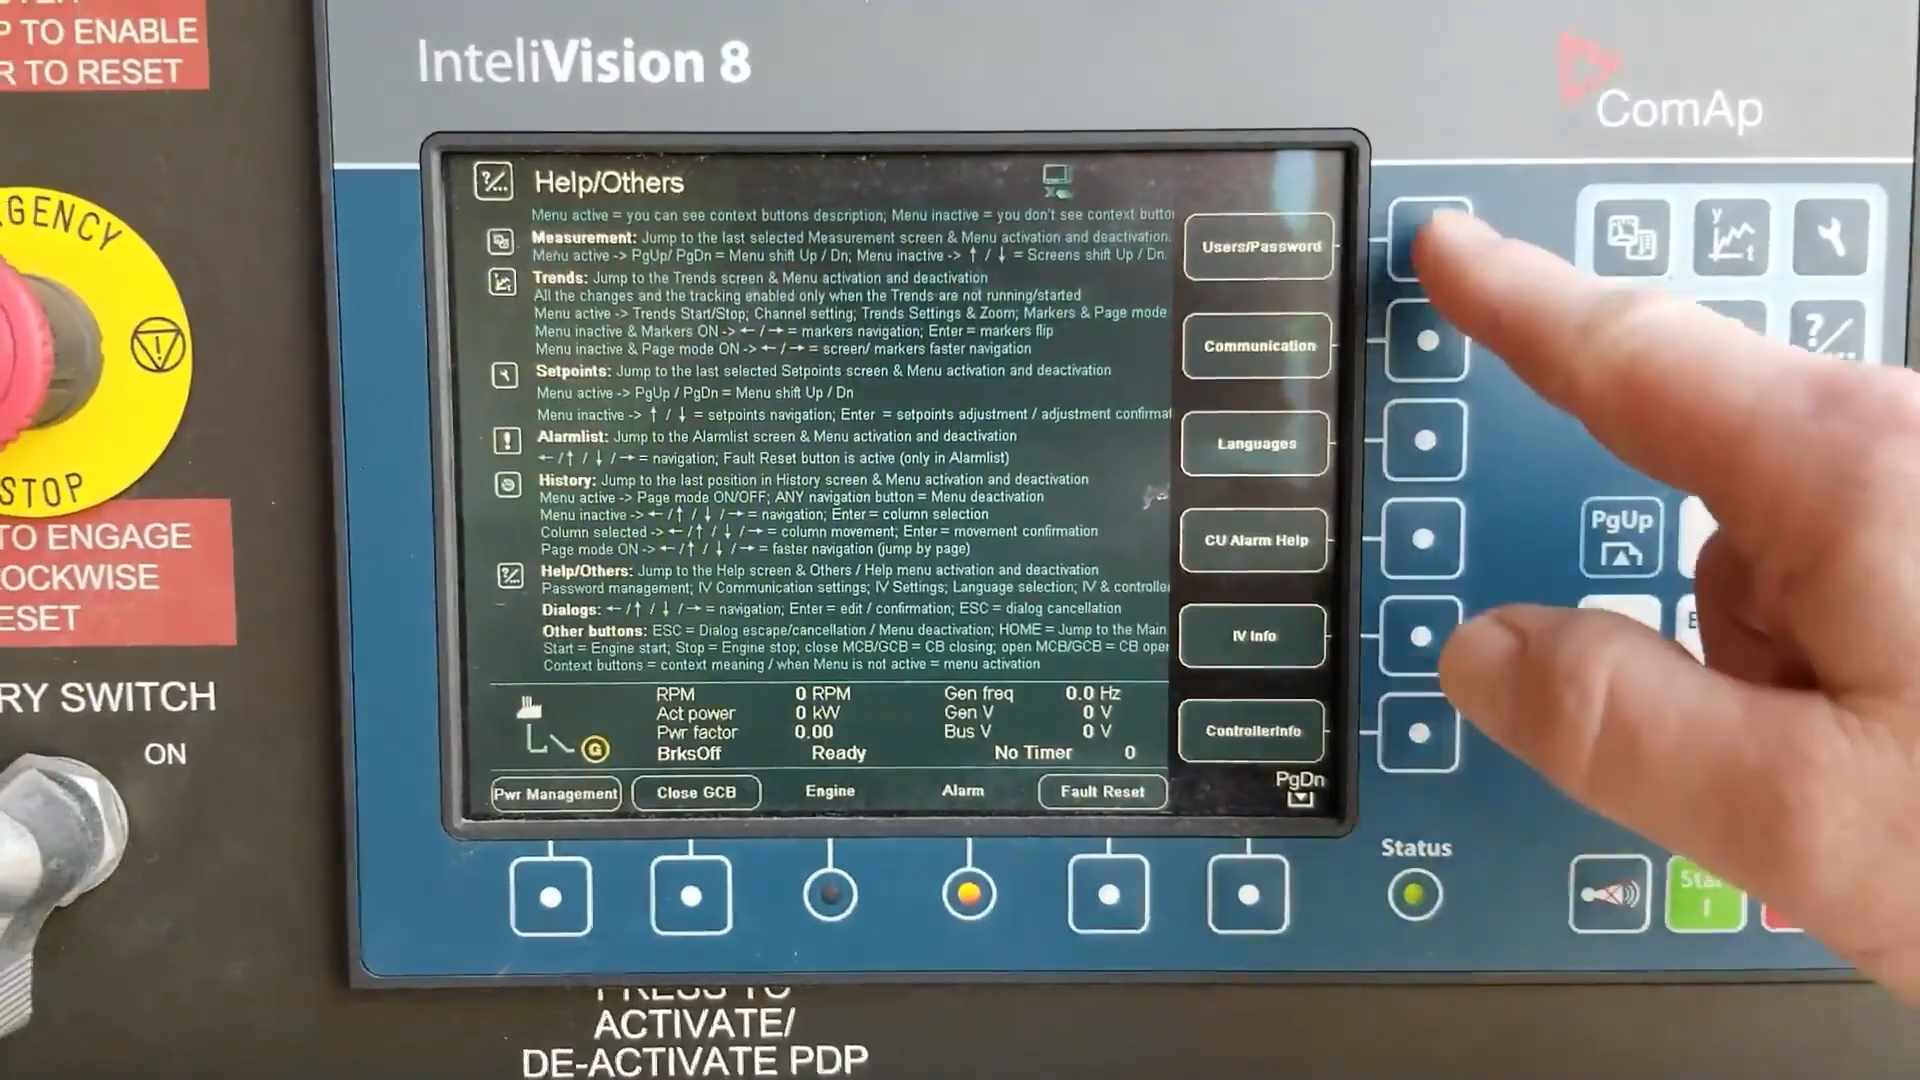 P TO ENABLE
R TO RESET
InteliVision 8
ComAp
GENCY
STOP
TO ENGAGE
OCKWISE
ESET
RY SWITCH
ON
Help/Others
Menu active = you can see context buttons description; Menu inactive = you don't see context butto
Measurement: Jump to the last selected Measurement screen & Menu activation and deactivation.
Menu active -> PgUp/ PgDn = Menu shift Up / Dn; Menu inactive -> ↑ / ↓ = Screens shift Up / Dn.
Trends: Jump to the Trends screen & Menu activation and deactivation
All the changes and the tracking enabled only when the Trends are not running/started
Menu active -> Trends Start/Stop; Channel setting; Trends Settings & Zoom; Markers & Page mode
Menu inactive & Markers ON -> ← / → = markers navigation; Enter = markers flip
Menu inactive & Page mode ON -> ← / → = screen/ markers faster navigation
Setpoints: Jump to the last selected Setpoints screen & Menu activation and deactivation
Menu active -> PgUp / PgDn = Menu shift Up / Dn
Menu inactive -> ↑ / ↓ = setpoints navigation; Enter = setpoints adjustment / adjustment confirmat
Alarmlist: Jump to the Alarmlist screen & Menu activation and deactivation
← / ↑ / ↓ / → = navigation; Fault Reset button is active (only in Alarmlist)
History: Jump to the last position in History screen & Menu activation and deactivation
Menu active -> Page mode ON/OFF; ANY navigation button = Menu deactivation
Menu inactive -> ← / ↑ / ↓ / → = navigation; Enter = column selection
Column selected -> ← / ↑ / ↓ / → = column movement; Enter = movement confirmation
Page mode ON -> ← / ↑ / ↓ / → = faster navigation (jump by page)
Help/Others: Jump to the Help screen & Others / Help menu activation and deactivation
Password management; IV Communication settings; IV Settings; Language selection; IV & controlle
Dialogs: ← / ↑ / ↓ / → = navigation; Enter = edit / confirmation; ESC = dialog cancellation
Other buttons: ESC = Dialog escape/cancellation / Menu deactivation; HOME = Jump to the Main
Start = Engine start; Stop = Engine stop; close MCB/GCB = CB closing; open MCB/GCB = CB oper
Context buttons = context meaning / when Menu is not active = menu activation
RPM 0 RPM Gen freq 0.0 Hz
Act power 0 kW Gen V 0 V
Pwr factor 0.00 Bus V 0 V
BrksOff Ready No Timer 0
G
Pwr Management Close GCB Engine Alarm Fault Reset
Users/Password
Communication
Languages
CU Alarm Help
IV Info
ControllerInfo
PgDn
Status
PgUp
ACTIVATE/
DE-ACTIVATE PDP